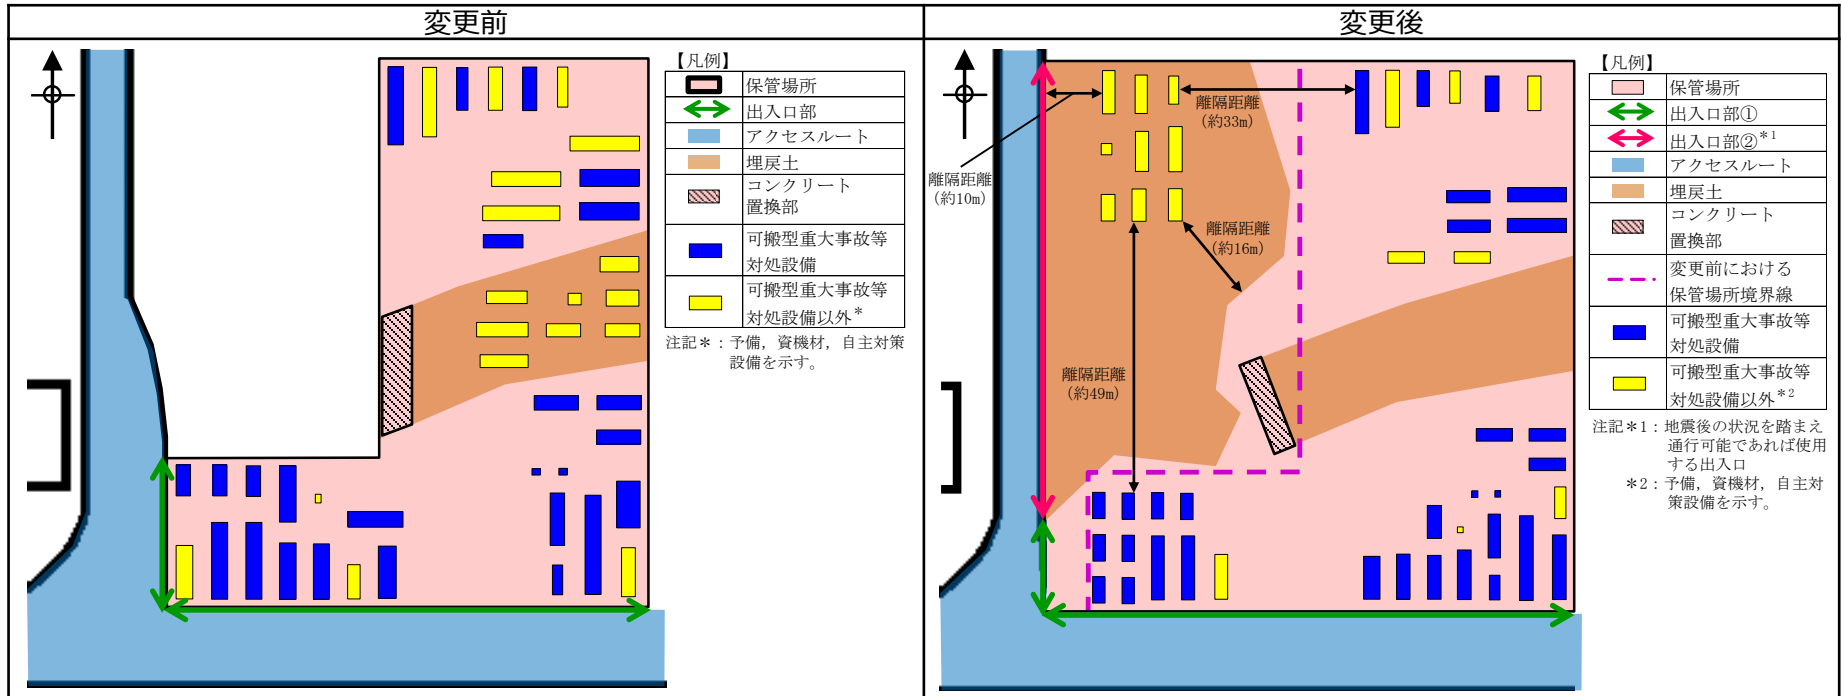 変更前
【凡例】
保管場所
出入口部
アクセスルート
埋戻土
コンクリート
置換部
可搬型重大事故等
対処設備
可搬型重大事故等
対処設備以外*
注記*：予備，資機材，自主対策
設備を示す。
変更後
離隔距離
(約10m)
離隔距離
(約33m)
離隔距離
(約16m)
離隔距離
(約49m)
【凡例】
保管場所
出入口部①
出入口部②*1
アクセスルート
埋戻土
コンクリート
置換部
変更前における
保管場所境界線
可搬型重大事故等
対処設備
可搬型重大事故等
対処設備以外*2
注記*1：地震後の状況を踏まえ
通行可能であれば使用
する出入口
*2：予備，資機材，自主対
策設備を示す。